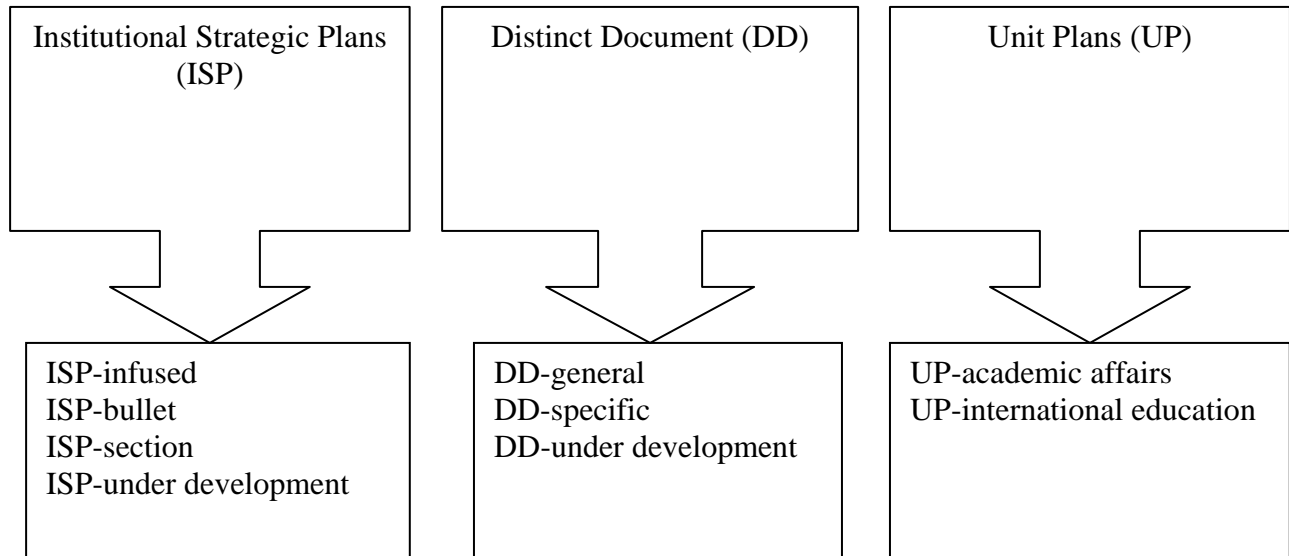 Institutional Strategic Plans
(ISP)
Distinct Document (DD)
Unit Plans (UP)
ISP-infused
ISP-bullet
ISP-section
ISP-under development
DD-general
DD-specific
DD-under development
UP-academic affairs
UP-international education